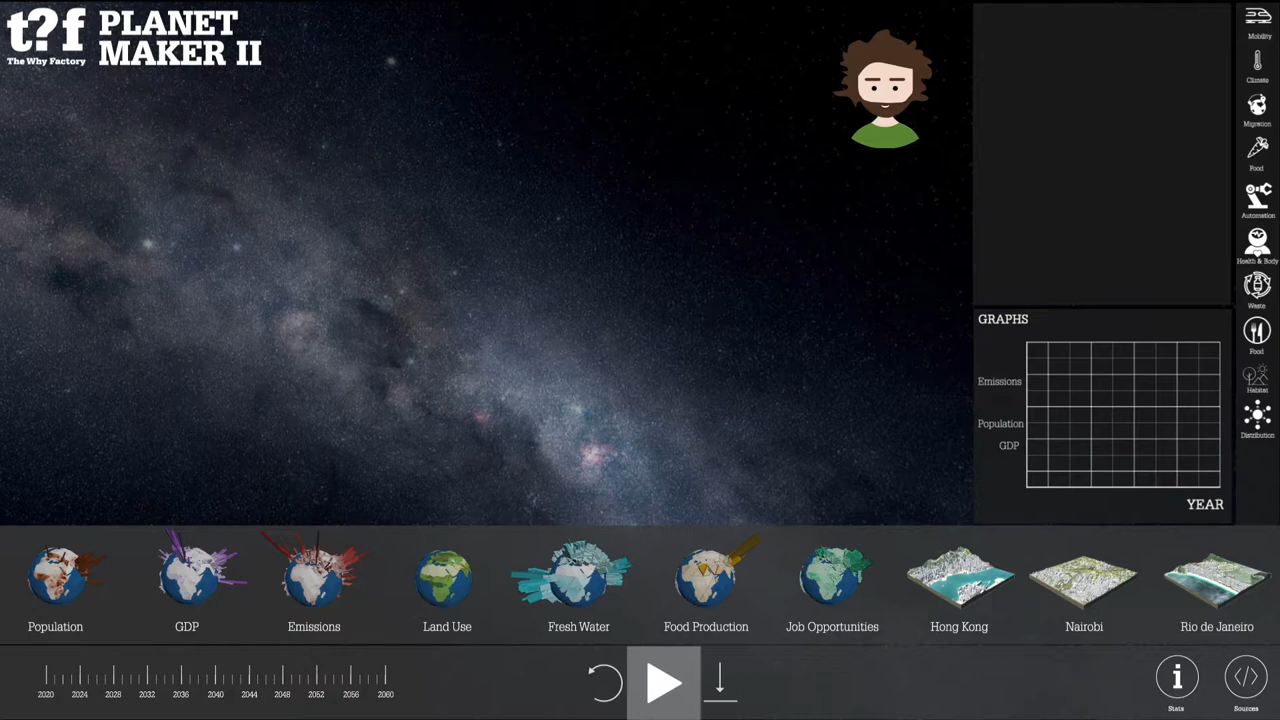 t?f
The Why Factory
PLANET
MAKER II
Mobility
Climate
Migration
Food
Automation
Health & Body
Waste
Food
Habitat
Distribution
GRAPHS
Emissions
Population
GDP
YEAR
Population
GDP
Emissions
Land Use
Fresh Water
Food Production
Job Opportunities
Hong Kong
Nairobi
Rio de Janeiro
2020 2024 2028 2032 2036 2040 2044 2048 2052 2056 2060
i
Stats
</>
Sources